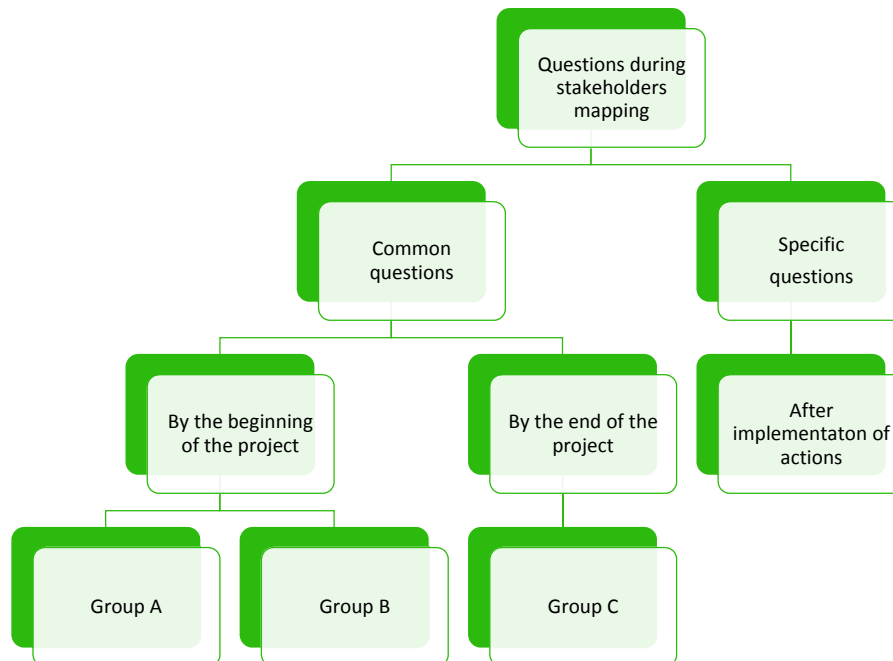 Questions during
stakeholders
mapping
Common
questions
Specific
questions
By the beginning
of the project
By the end of the
project
After
implementaton of
actions
Group A
Group B
Group C